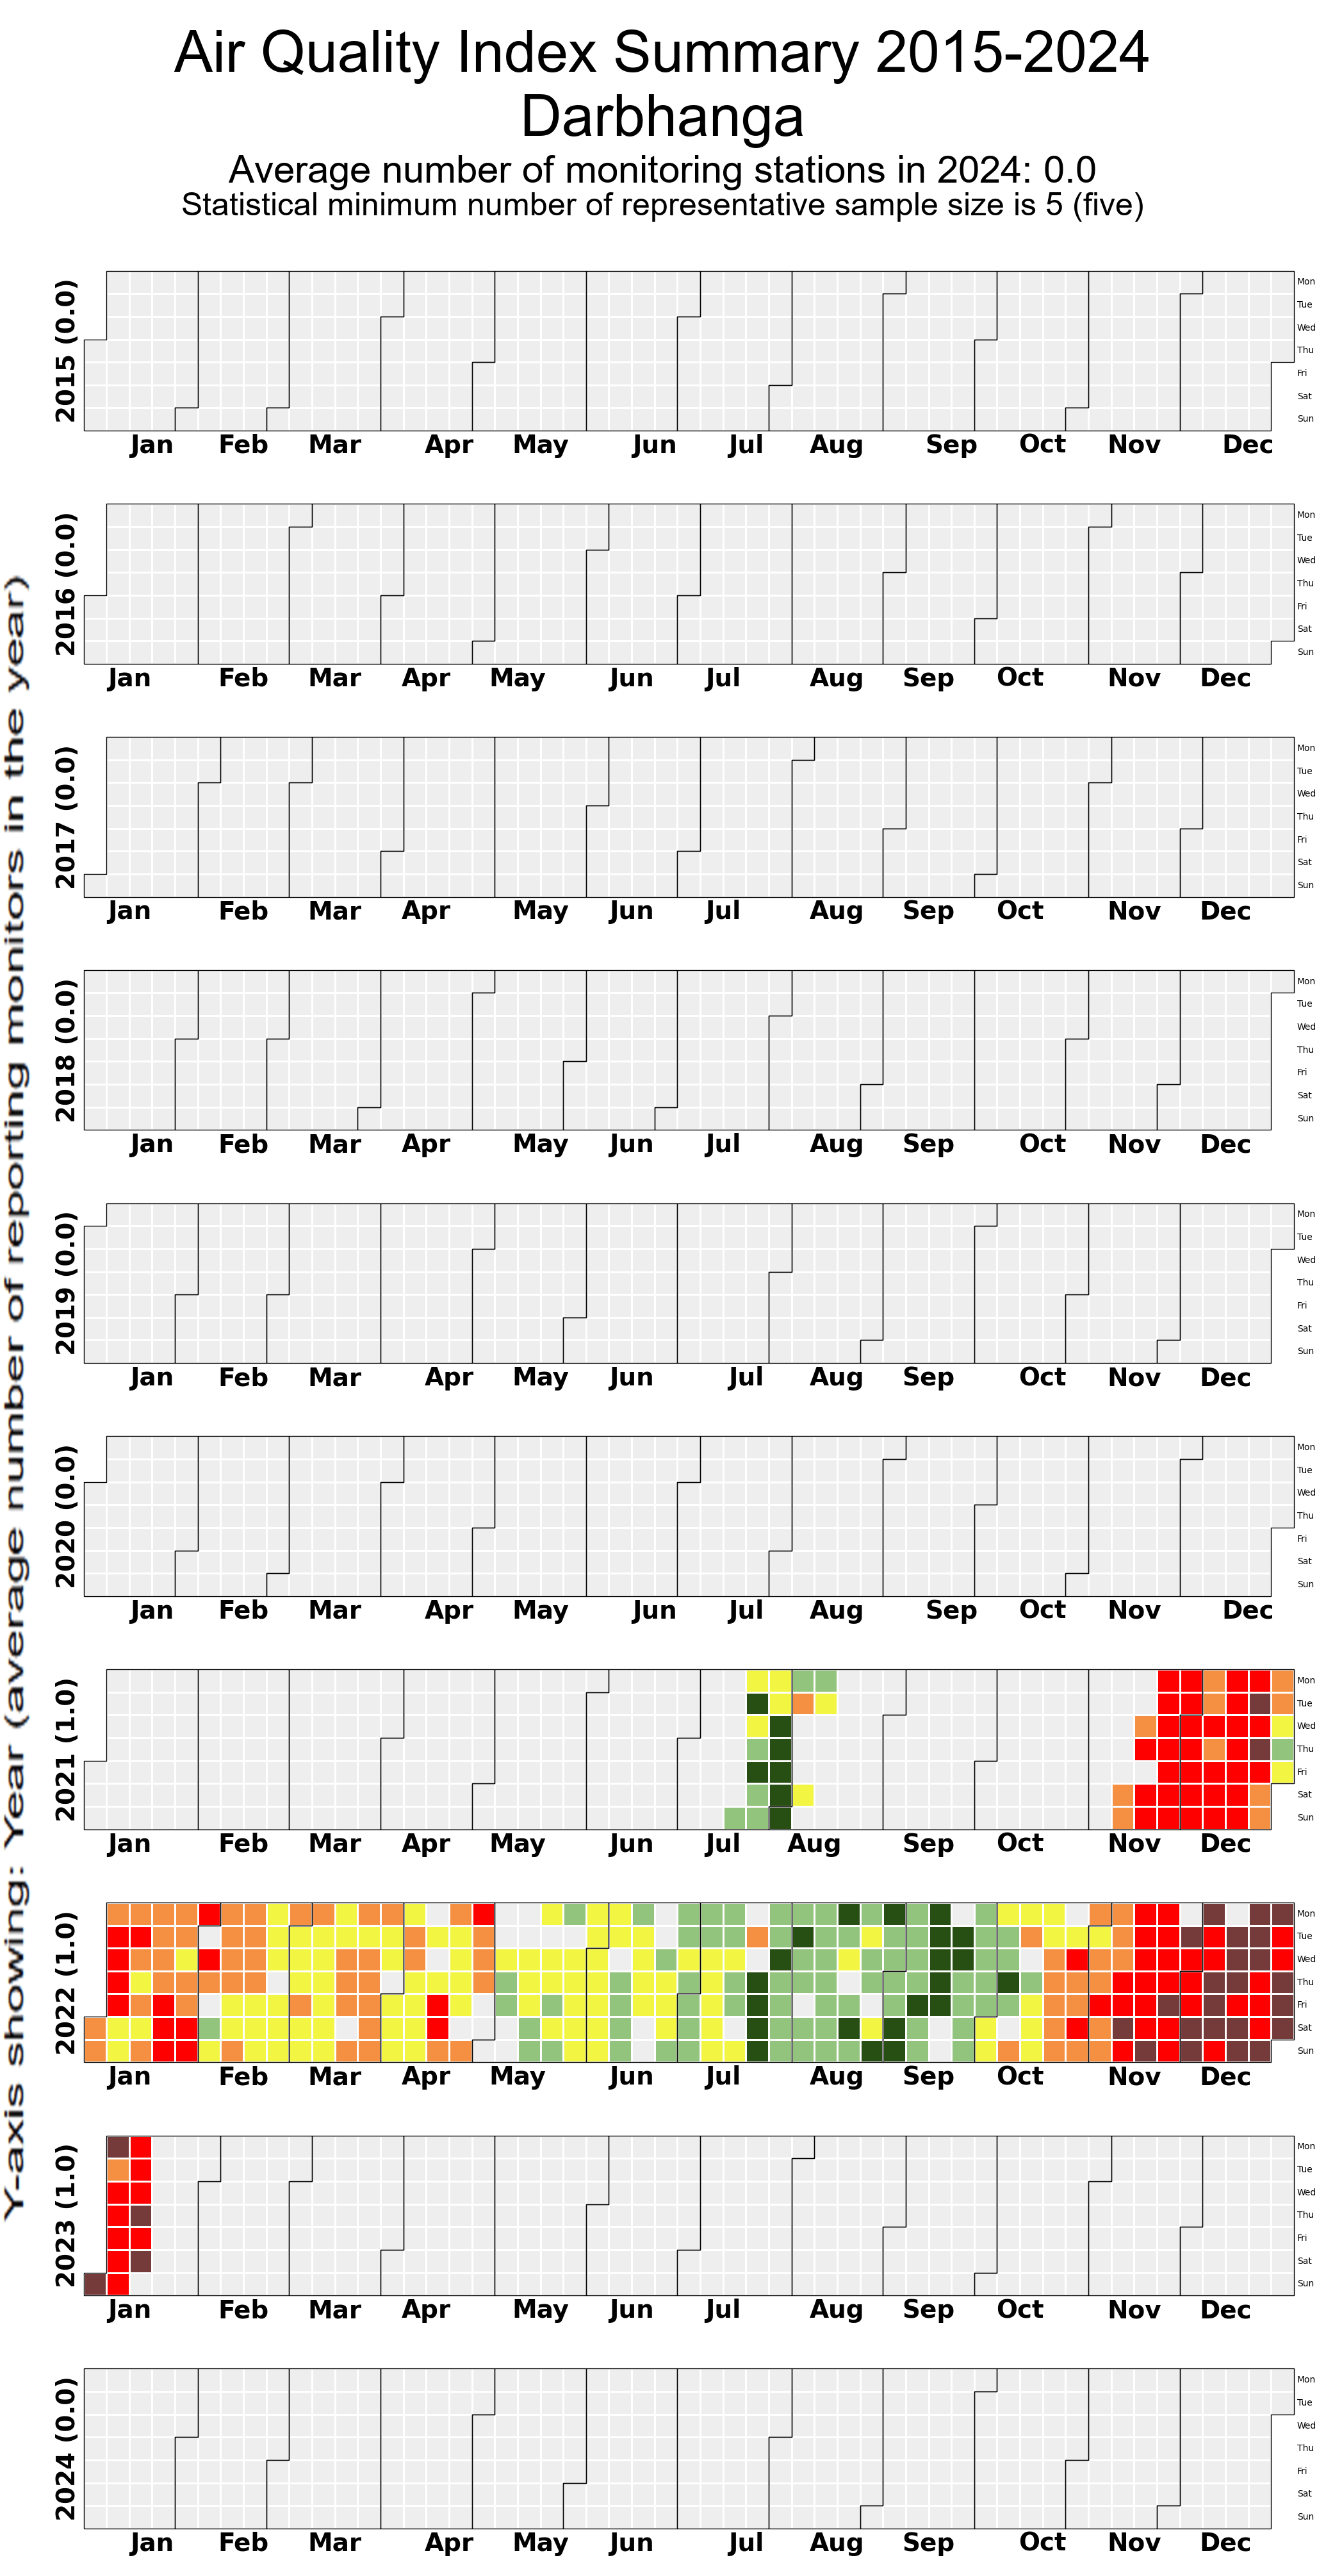 Air Quality Index Summary 2015-2024
Darbhanga
Average number of monitoring stations in 2024: 0.0
Statistical minimum number of representative sample size is 5 (five)
Y-axis showing: Year (average number of reporting monitors in the year)
2015 (0.0)
Mon
Tue
Wed
Thu
Fri
Sat
Sun
Jan Feb Mar Apr May Jun Jul Aug Sep Oct Nov Dec
2016 (0.0)
Mon
Tue
Wed
Thu
Fri
Sat
Sun
Jan Feb Mar Apr May Jun Jul Aug Sep Oct Nov Dec
2017 (0.0)
Mon
Tue
Wed
Thu
Fri
Sat
Sun
Jan Feb Mar Apr May Jun Jul Aug Sep Oct Nov Dec
2018 (0.0)
Mon
Tue
Wed
Thu
Fri
Sat
Sun
Jan Feb Mar Apr May Jun Jul Aug Sep Oct Nov Dec
2019 (0.0)
Mon
Tue
Wed
Thu
Fri
Sat
Sun
Jan Feb Mar Apr May Jun Jul Aug Sep Oct Nov Dec
2020 (0.0)
Mon
Tue
Wed
Thu
Fri
Sat
Sun
Jan Feb Mar Apr May Jun Jul Aug Sep Oct Nov Dec
2021 (1.0)
Mon
Tue
Wed
Thu
Fri
Sat
Sun
Jan Feb Mar Apr May Jun Jul Aug Sep Oct Nov Dec
2022 (1.0)
Mon
Tue
Wed
Thu
Fri
Sat
Sun
Jan Feb Mar Apr May Jun Jul Aug Sep Oct Nov Dec
2023 (1.0)
Mon
Tue
Wed
Thu
Fri
Sat
Sun
Jan Feb Mar Apr May Jun Jul Aug Sep Oct Nov Dec
2024 (0.0)
Mon
Tue
Wed
Thu
Fri
Sat
Sun
Jan Feb Mar Apr May Jun Jul Aug Sep Oct Nov Dec